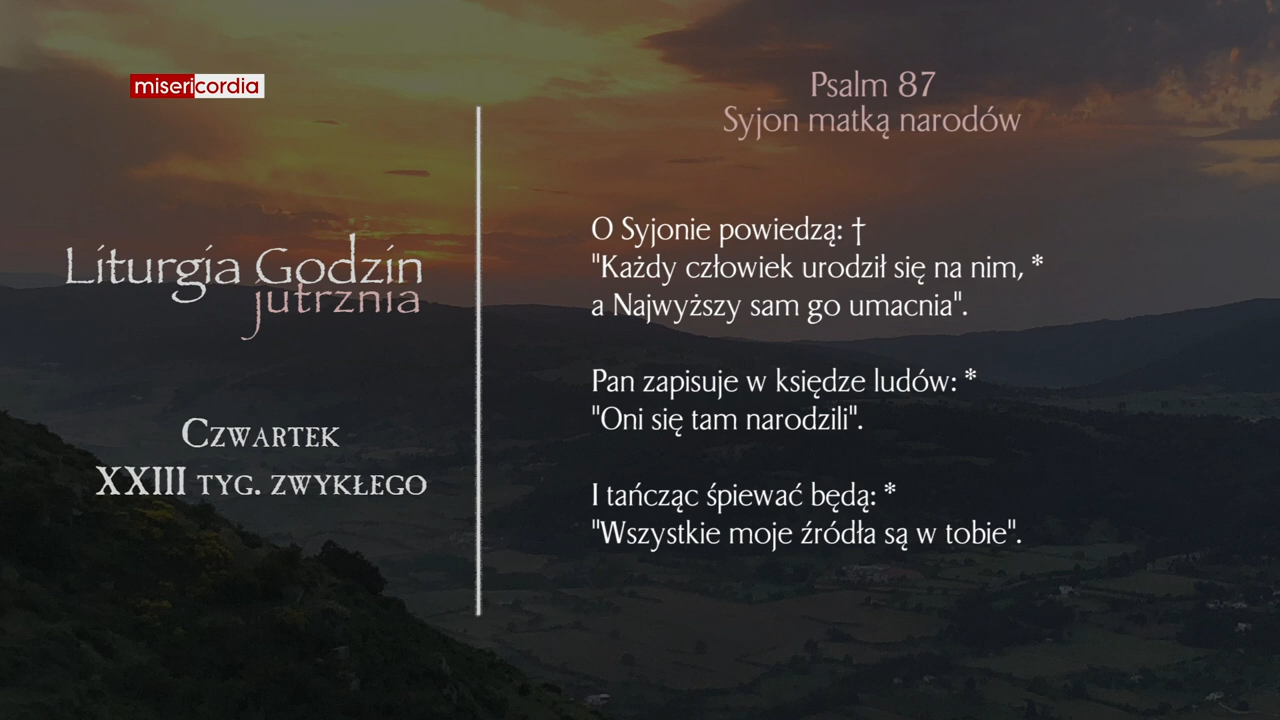 misericordia
Liturgia Godzin
jutrznia
Czwartek
XXIII tyg. zwykłego
Psalm 87
Syjon matką narodów
O Syjonie powiedzą: †
"Każdy człowiek urodził się na nim, *
a Najwyższy sam go umacnia".
Pan zapisuje w księdze ludów: *
"Oni się tam narodzili".
I tańcząc śpiewać będą: *
"Wszystkie moje źródła są w tobie".